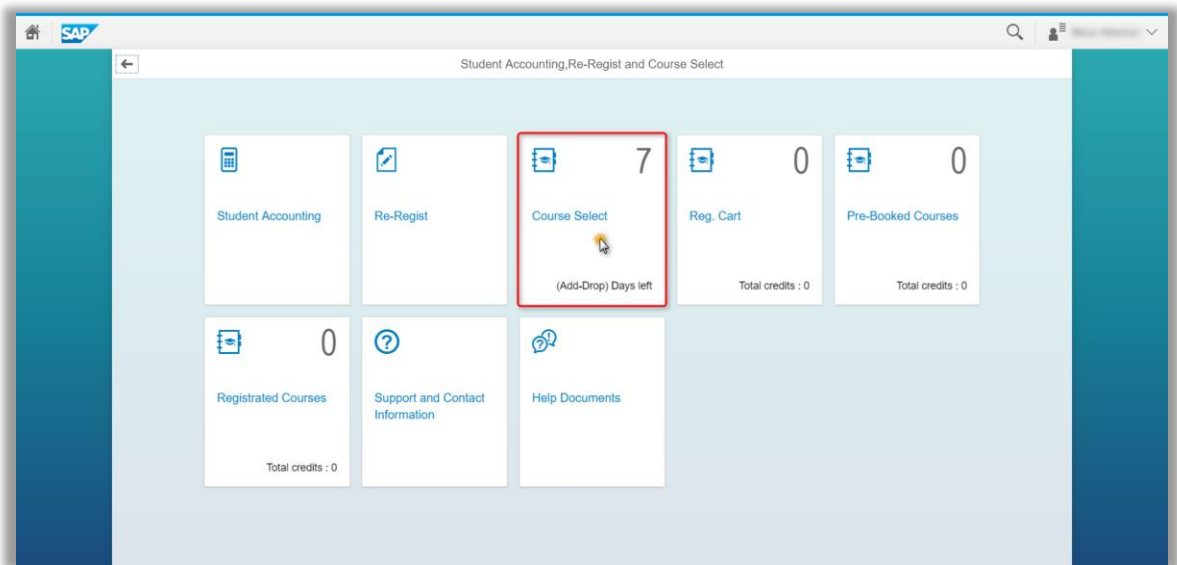 SAP
Student Accounting,Re-Regist and Course Select
Student Accounting
Re-Regist
7
Course Select
(Add-Drop) Days left
0
Reg. Cart
Total credits : 0
0
Pre-Booked Courses
Total credits : 0
0
Registrated Courses
Total credits : 0
Support and Contact
Information
Help Documents